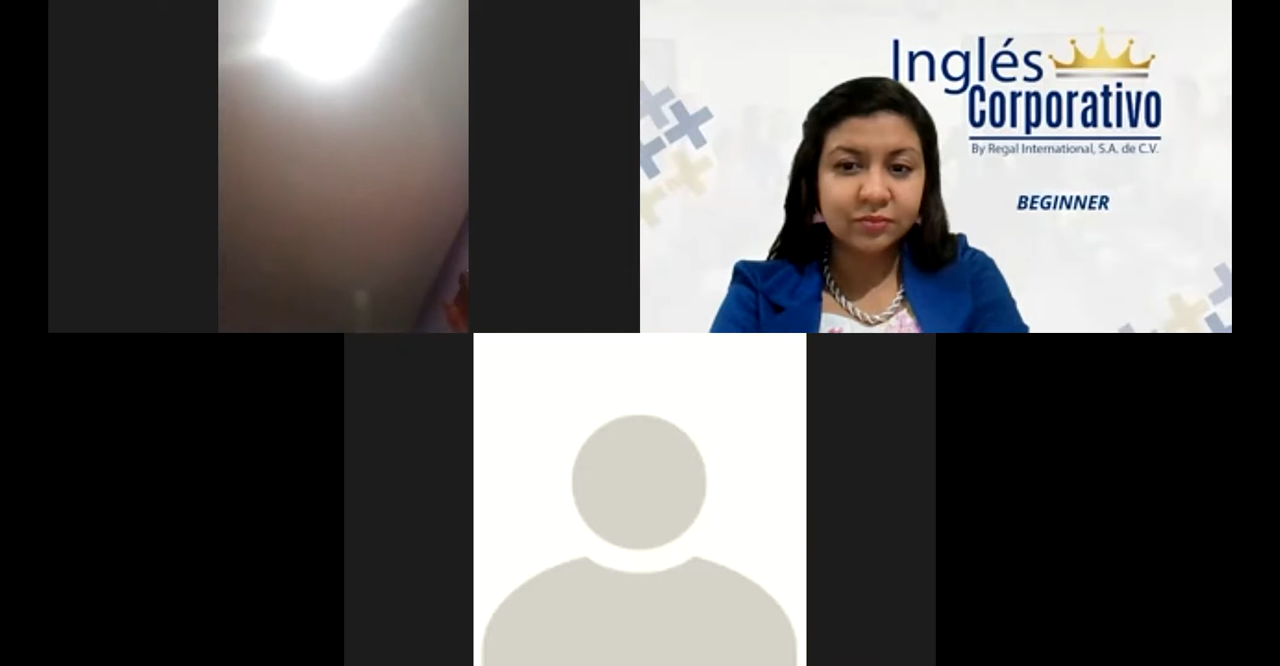 Inglés
Corporativo
By Regal International, S.A. de C.V.
BEGINNER